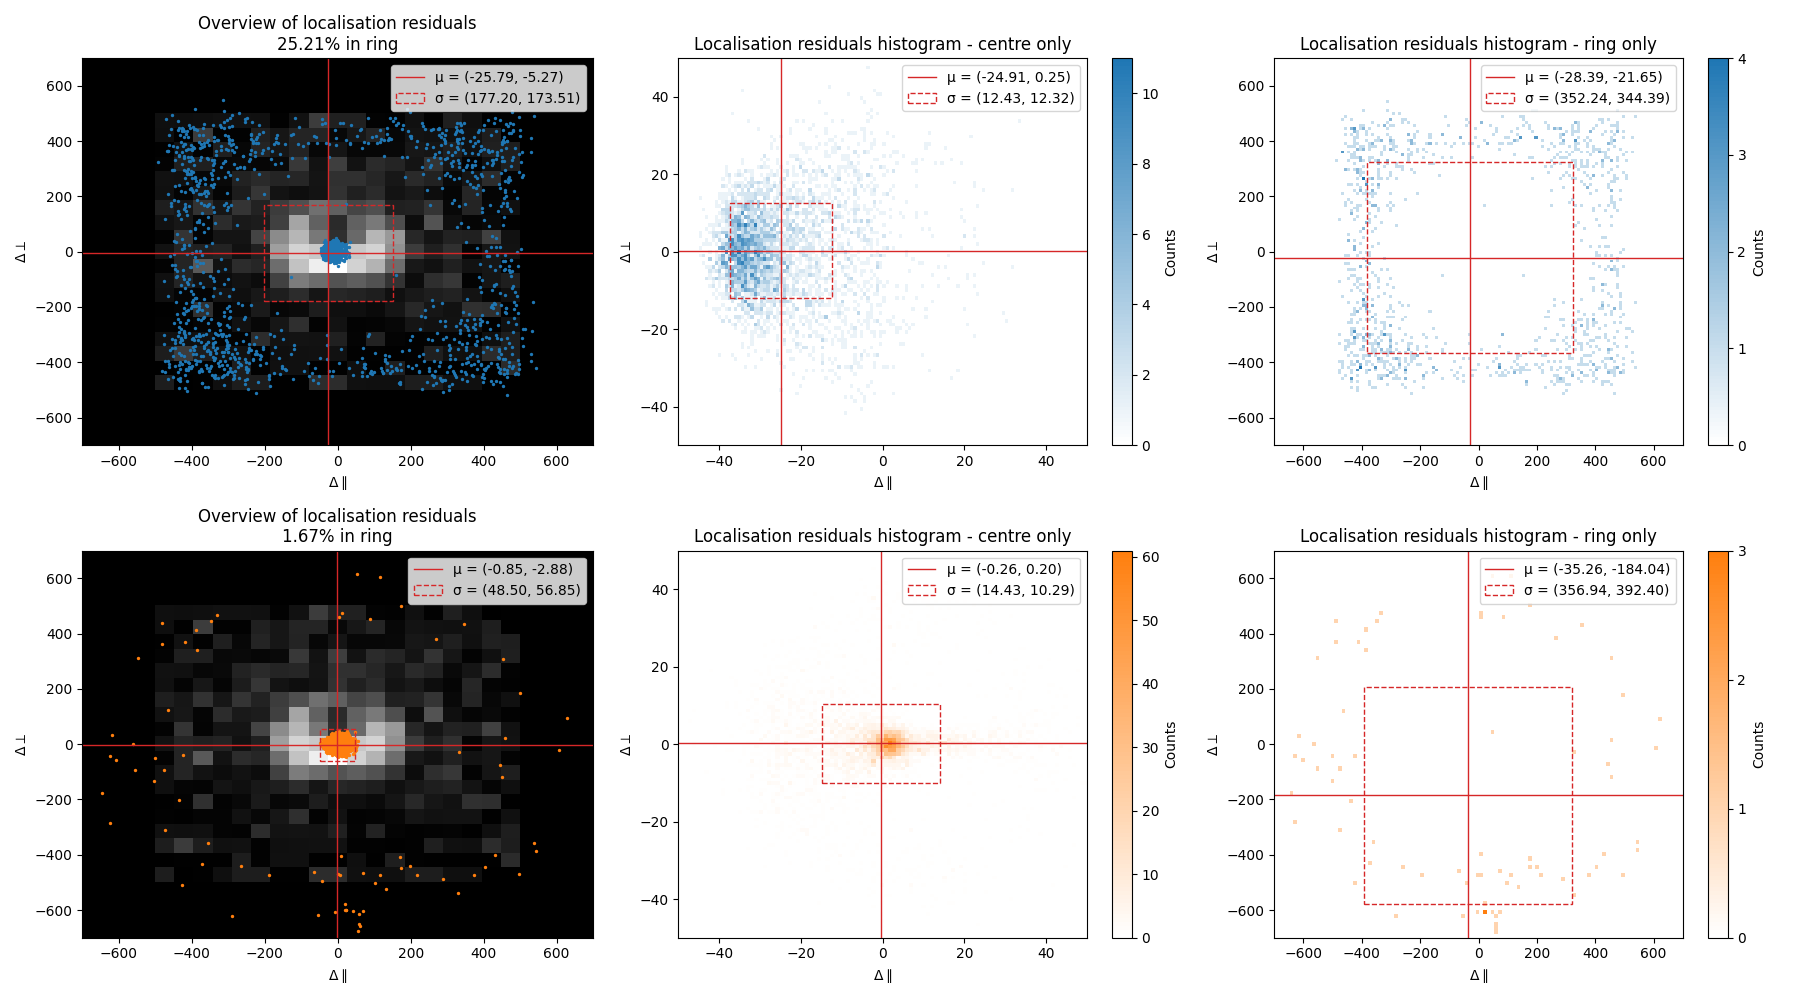 Overview of localisation residuals
25.21% in ring
μ = (-25.79, -5.27)
σ = (177.20, 173.51)
600
400
200
0
−200
−400
−600
Δ ⊥
−600 −400 −200 0 200 400 600
Δ ∥
Localisation residuals histogram - centre only
μ = (-24.91, 0.25)
σ = (12.43, 12.32)
40
20
0
−20
−40
Δ ⊥
−40 −20 0 20 40
Δ ∥
10
8
6
4
2
0
Counts
Localisation residuals histogram - ring only
μ = (-28.39, -21.65)
σ = (352.24, 344.39)
600
400
200
0
−200
−400
−600
Δ ⊥
−600 −400 −200 0 200 400 600
Δ ∥
4
3
2
1
0
Counts
Overview of localisation residuals
1.67% in ring
μ = (-0.85, -2.88)
σ = (48.50, 56.85)
600
400
200
0
−200
−400
−600
Δ ⊥
−600 −400 −200 0 200 400 600
Δ ∥
Localisation residuals histogram - centre only
μ = (-0.26, 0.20)
σ = (14.43, 10.29)
40
20
0
−20
−40
Δ ⊥
−40 −20 0 20 40
Δ ∥
60
50
40
30
20
10
0
Counts
Localisation residuals histogram - ring only
μ = (-35.26, -184.04)
σ = (356.94, 392.40)
600
400
200
0
−200
−400
−600
Δ ⊥
−600 −400 −200 0 200 400 600
Δ ∥
3
2
1
0
Counts